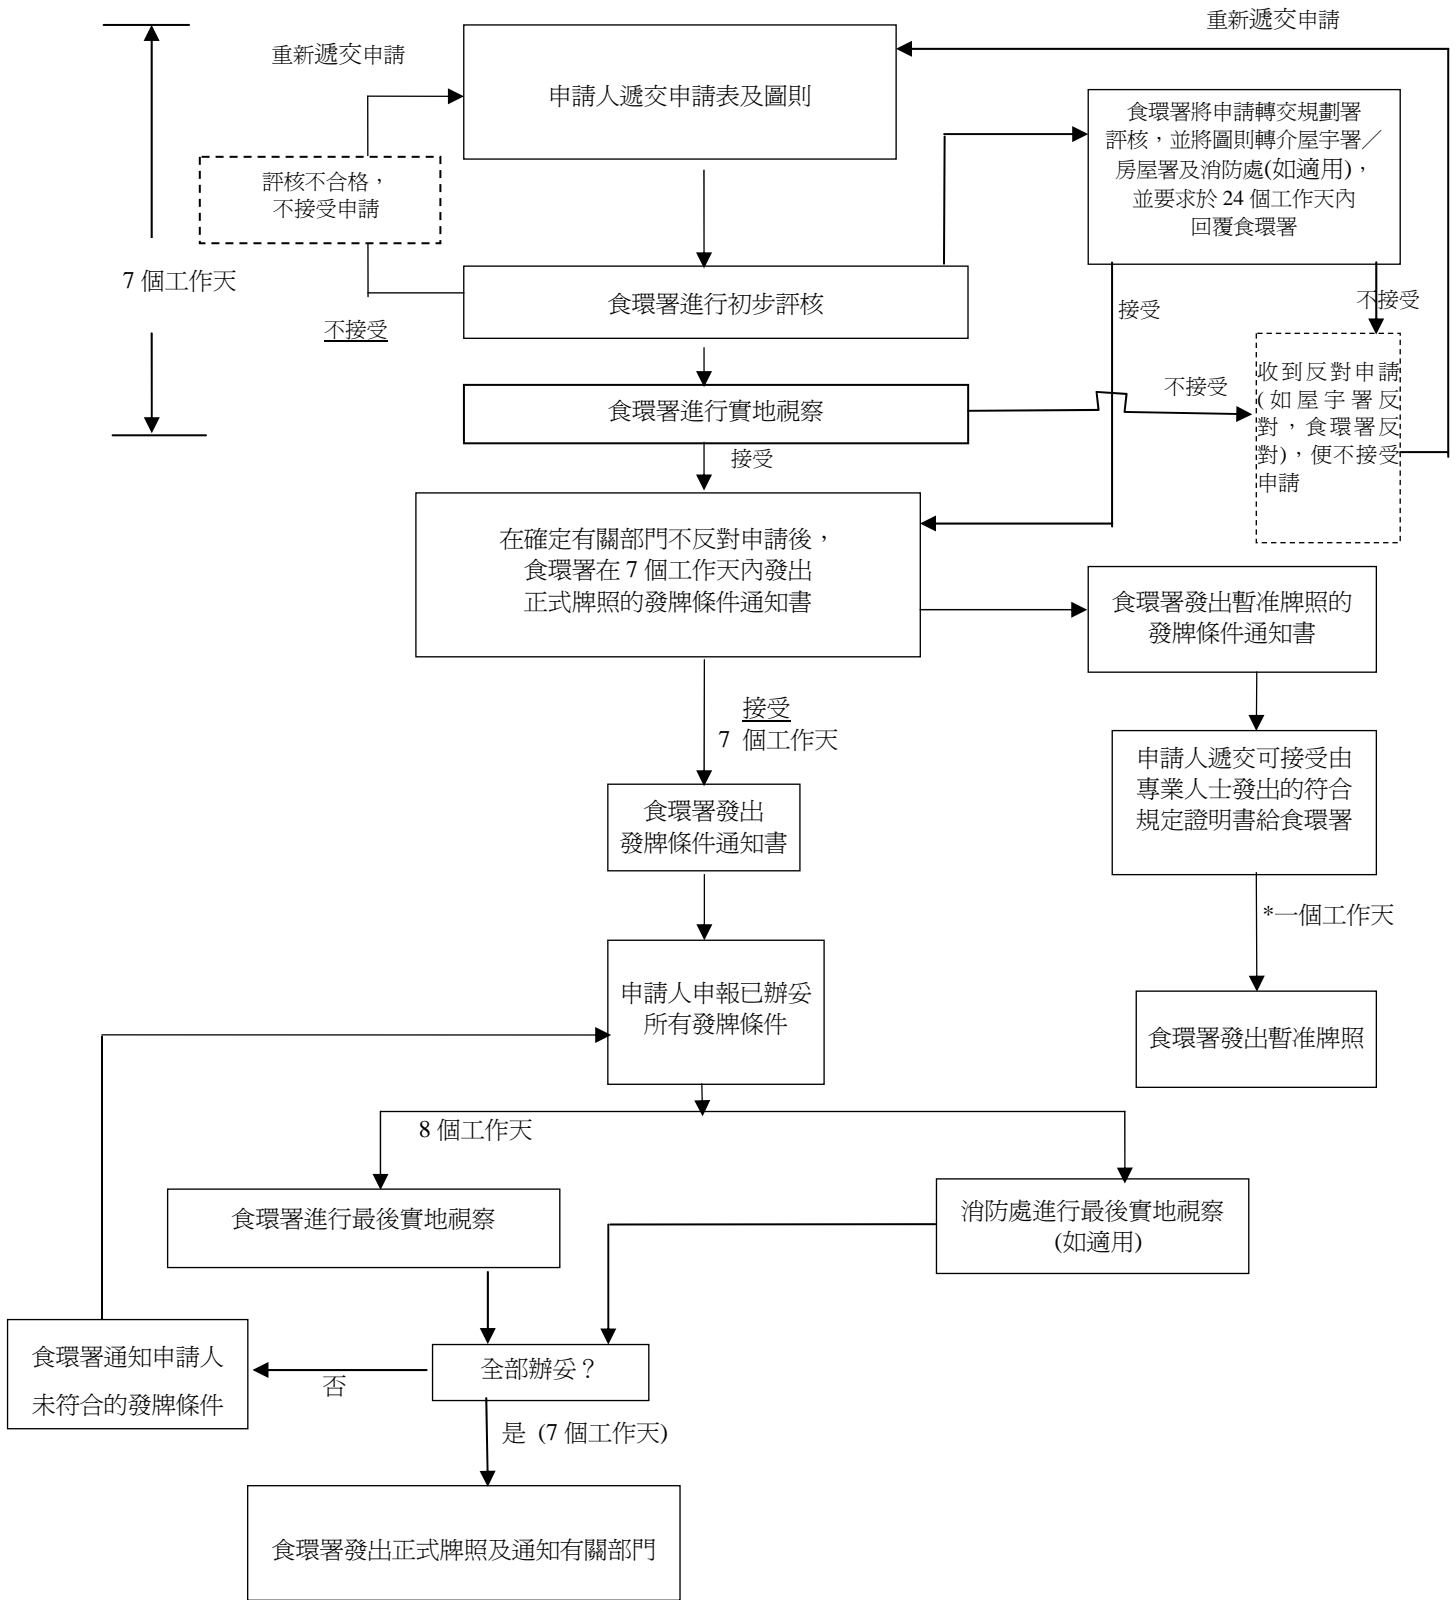 重新遞交申請
重新遞交申請
申請人遞交申請表及圖則
食環署將申請轉交規劃署
評核，並將圖則轉介屋宇署／
房屋署及消防處(如適用)，
並要求於 24 個工作天內
回覆食環署
評核不合格，
不接受申請
7 個工作天
食環署進行初步評核
不接受
接受
不接受
食環署進行實地視察
不接受
收到反對申請
(如屋宇署反
對，食環署反
對)，便不接受
申請
接受
在確定有關部門不反對申請後，
食環署在 7 個工作天內發出
正式牌照的發牌條件通知書
食環署發出暫准牌照的
發牌條件通知書
接受
7 個工作天
申請人遞交可接受由
專業人士發出的符合
規定證明書給食環署
食環署發出
發牌條件通知書
*一個工作天
申請人申報已辦妥
所有發牌條件
食環署發出暫准牌照
8 個工作天
食環署進行最後實地視察
消防處進行最後實地視察
(如適用)
食環署通知申請人
未符合的發牌條件
否
全部辦妥？
是 (7 個工作天)
食環署發出正式牌照及通知有關部門